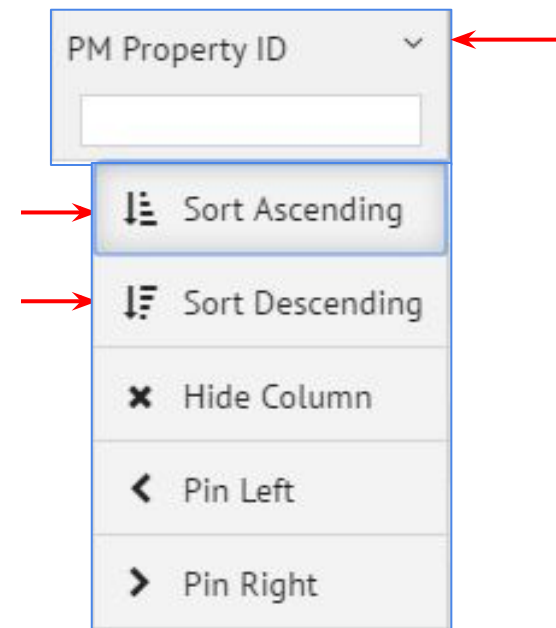 PM Property ID
Sort Ascending
Sort Descending
Hide Column
Pin Left
Pin Right